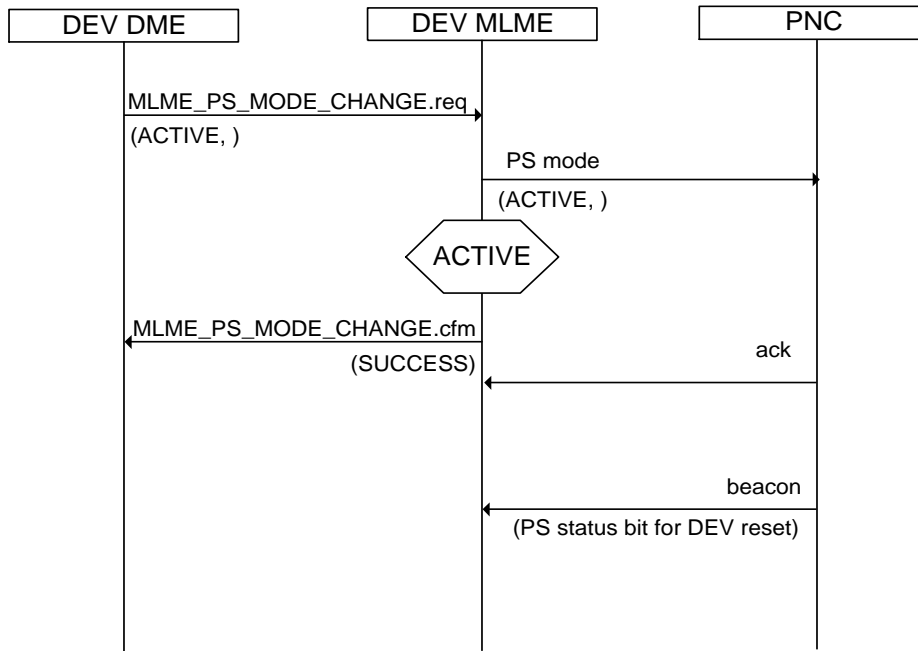 DEV DME
DEV MLME
PNC
MLME_PS_MODE_CHANGE.req
(ACTIVE, )
PS mode
(ACTIVE, )
ACTIVE
MLME_PS_MODE_CHANGE.cfm
(SUCCESS)
ack
beacon
(PS status bit for DEV reset)